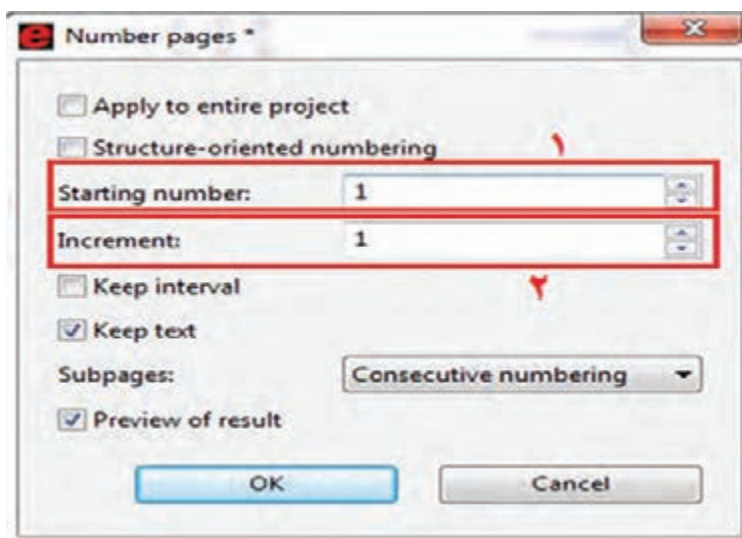 e Number pages *
Apply to entire project
Structure-oriented numbering
۱
Starting number: 1
Increment: 1
Keep interval
۲
Keep text
Subpages: Consecutive numbering
Preview of result
OK Cancel